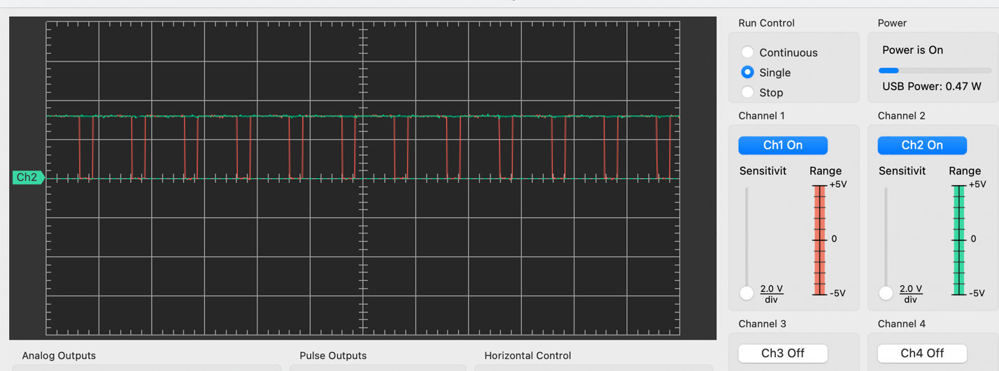 Run Control
Power
Continuous
Single
Stop
Power is On
USB Power: 0.47 W
Channel 1
Channel 2
Ch1 On
Ch2 On
Sensitivit
Range
Sensitivit
Range
+5V
+5V
Ch2
0
0
2.0 V
div
-5V
2.0 V
div
-5V
Channel 3
Channel 4
Ch3 Off
Ch4 Off
Analog Outputs
Pulse Outputs
Horizontal Control